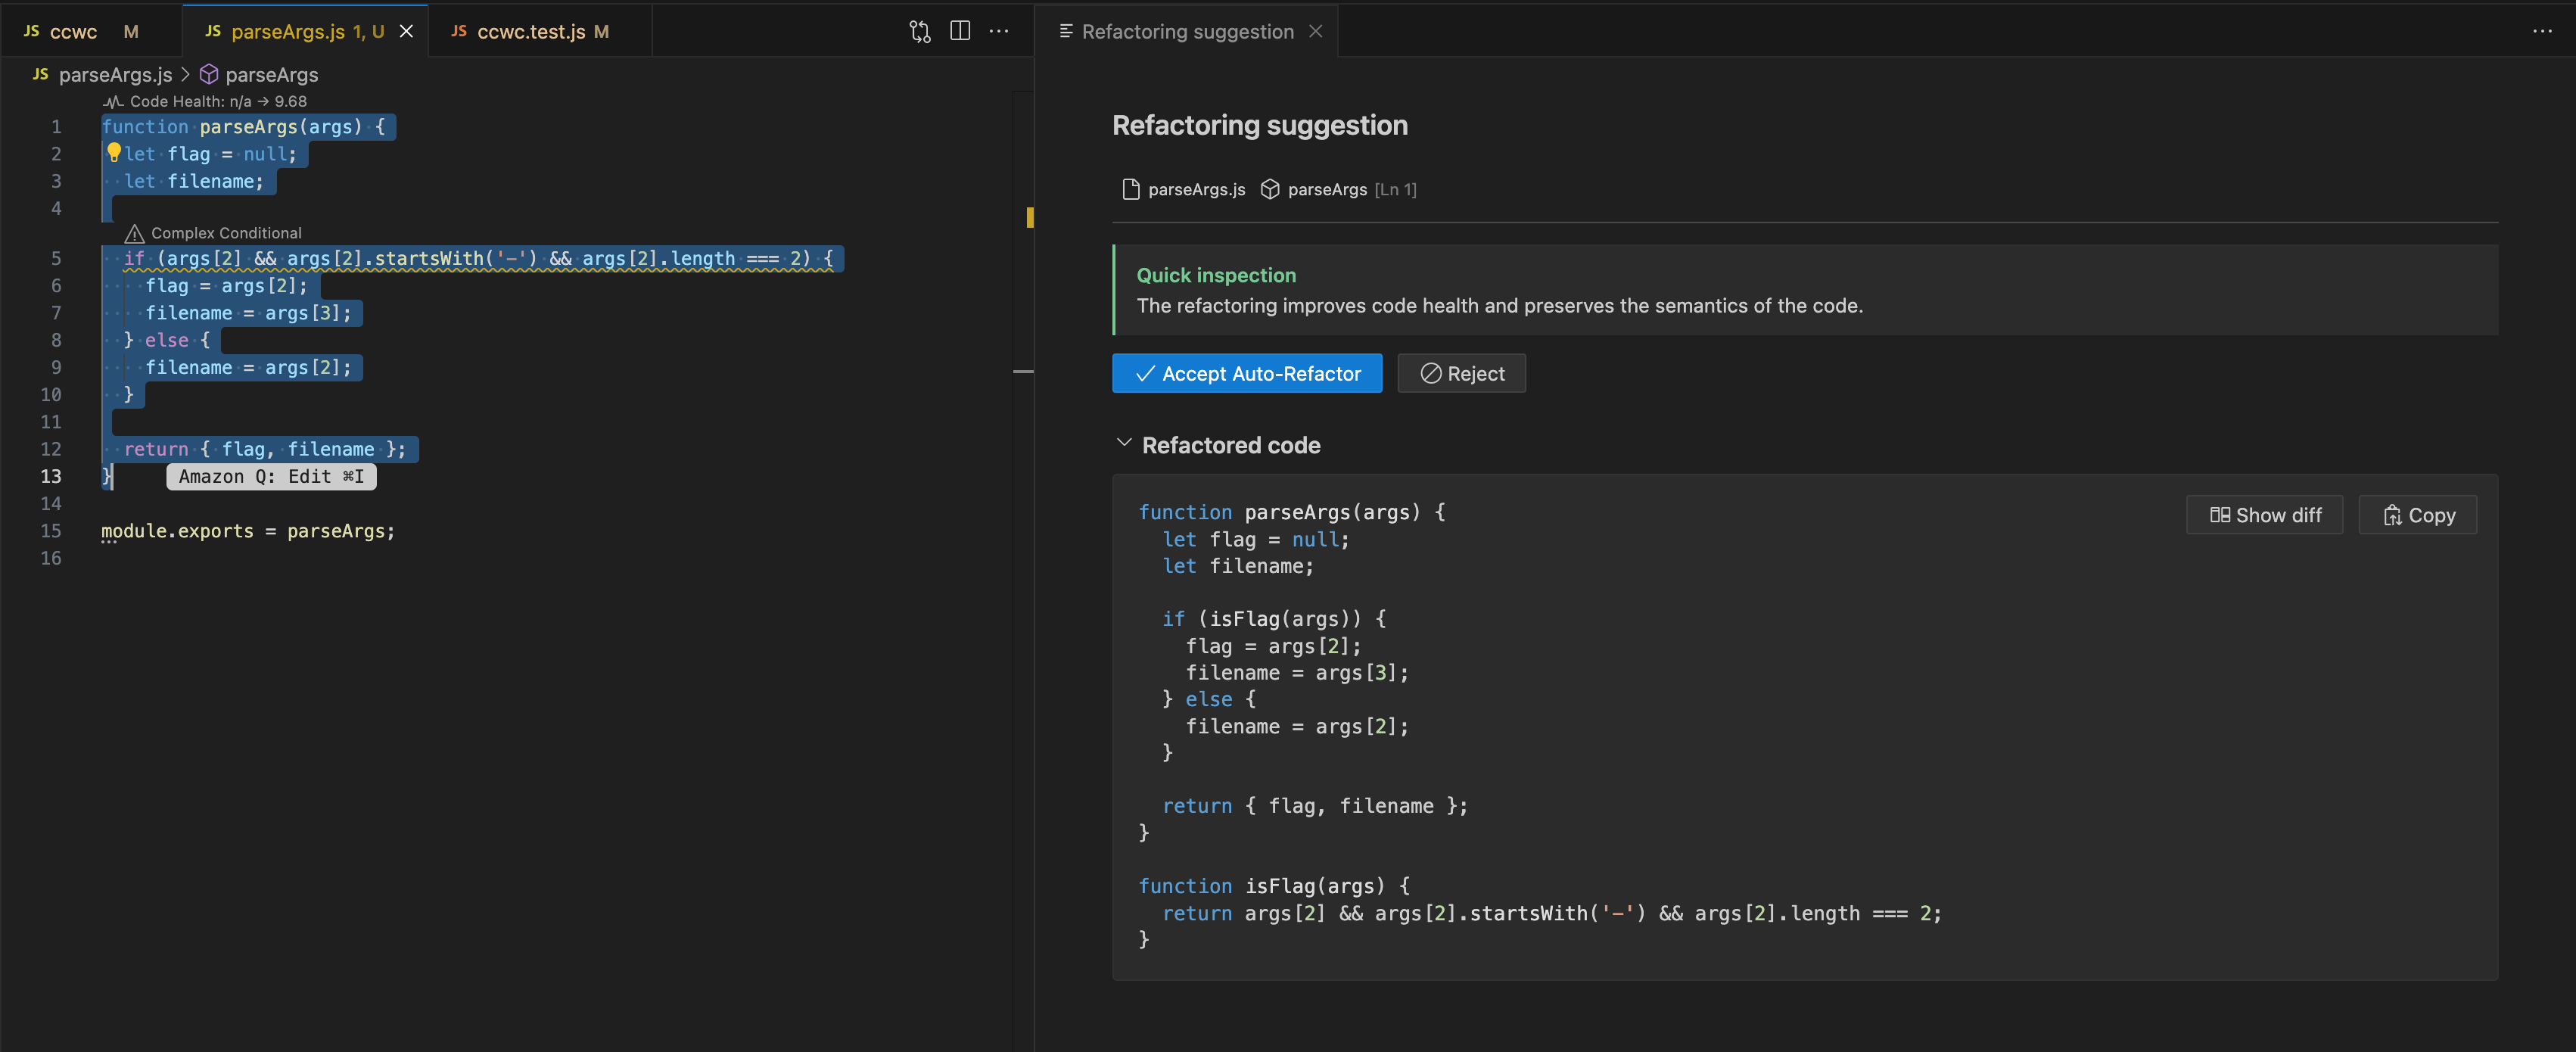 JS ccwc M
JS parseArgs.js 1, U
JS ccwc.test.js M
JS parseArgs.js > parseArgs
Code Health: n/a → 9.68
1 function parseArgs(args) {
2 let flag = null;
3 let filename;
4
Complex Conditional
5 if (args[2] && args[2].startsWith('-') && args[2].length === 2) {
6 flag = args[2];
7 filename = args[3];
8 } else {
9 filename = args[2];
10 }
11
12 return { flag, filename };
13 } Amazon Q: Edit ⌘I
14
15 module.exports = parseArgs;
16
Refactoring suggestion
Refactoring suggestion
parseArgs.js parseArgs [Ln 1]
Quick inspection
The refactoring improves code health and preserves the semantics of the code.
Accept Auto-Refactor
Reject
Refactored code
Show diff
Copy
function parseArgs(args) {
let flag = null;
let filename;
if (isFlag(args)) {
flag = args[2];
filename = args[3];
} else {
filename = args[2];
}
return { flag, filename };
}
function isFlag(args) {
return args[2] && args[2].startsWith('-') && args[2].length === 2;
}